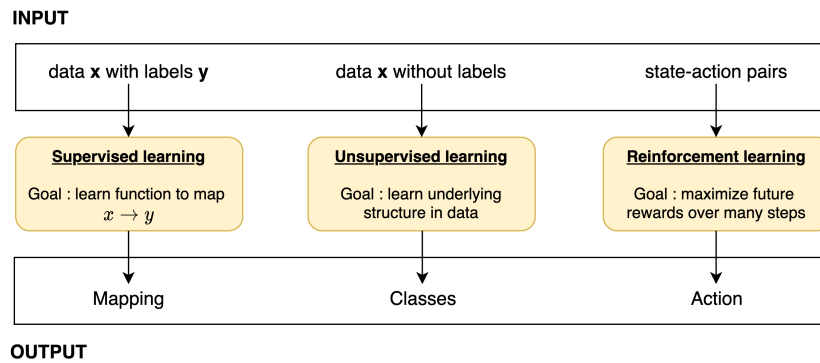 INPUT
data x with labels y
data x without labels
state-action pairs
Supervised learning
Goal : learn function to map
x → y
Unsupervised learning
Goal : learn underlying
structure in data
Reinforcement learning
Goal : maximize future
rewards over many steps
Mapping
Classes
Action
OUTPUT